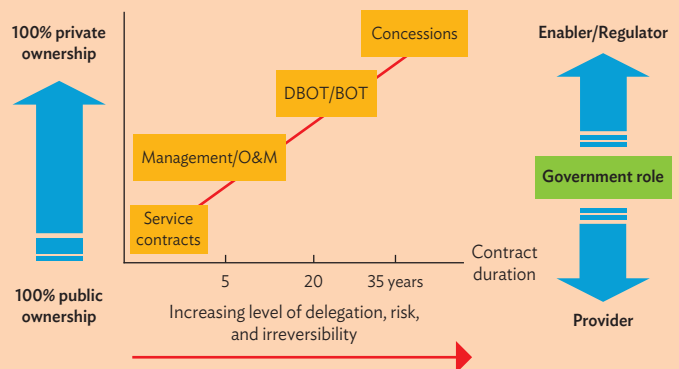 100% private
ownership
Concessions
Enabler/Regulator
DBOT/BOT
Management/O&M
Government role
Service
contracts
Contract
duration
5
20
35 years
100% public
ownership
Increasing level of delegation, risk,
and irreversibility
Provider